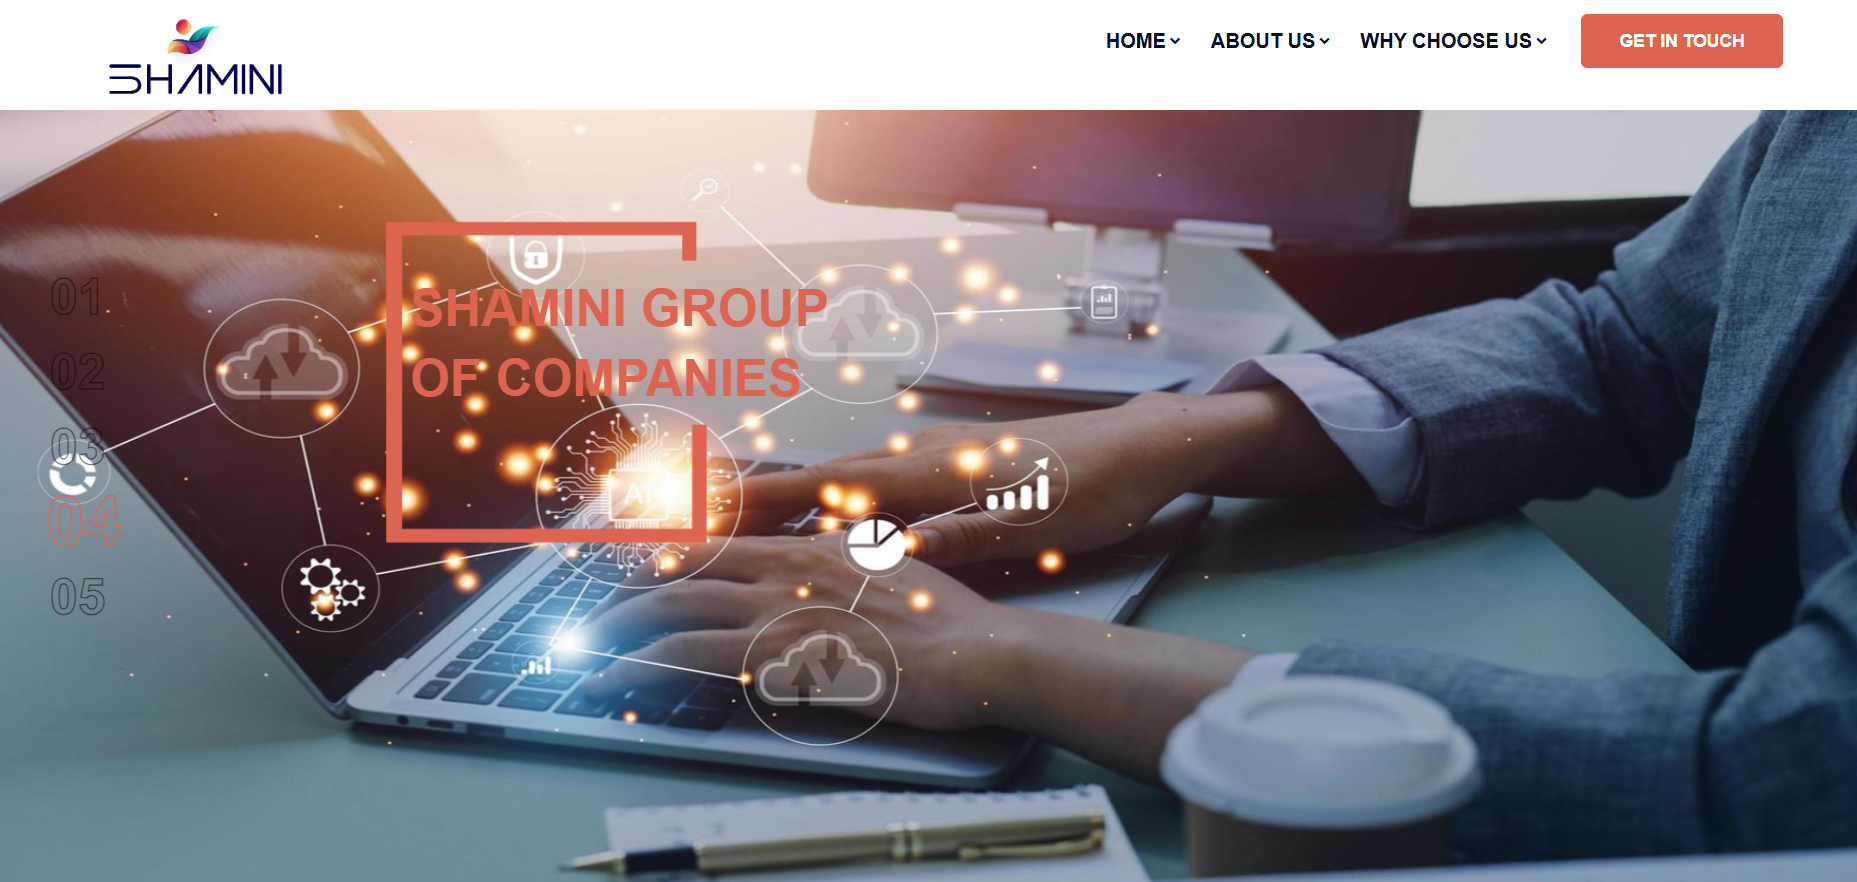 SHAMINI
HOME
ABOUT US
WHY CHOOSE US
GET IN TOUCH
01
02
03
04
05
SHAMINI GROUP
OF COMPANIES
AI